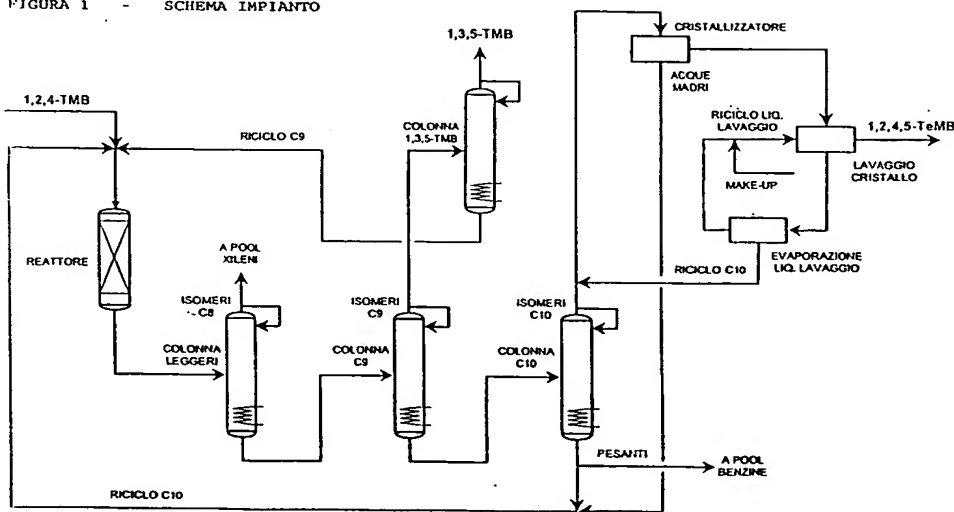 FIGURA 1 - SCHEMA IMPIANTO
1,3,5-TMB
CRISTALLIZZATORE
ACQUE
MADRI
1,2,4-TMB
RICICLO C9
COLONNA
1,3,5-TMB
RICICLO LIQ.
LAVAGGIO
1,2,4,5-TeMB
LAVAGGIO
CRISTALLO
MAKE-UP
REATTORE
A POOL
XILENI
EVAPORAZIONE
LIQ. LAVAGGIO
RICICLO C10
ISOMERI
- C8
ISOMERI
C9
ISOMERI
C10
COLONNA
LEGGERI
COLONNA
C9
COLONNA
C10
PESANTI
A POOL
BENZINE
RICICLO C10